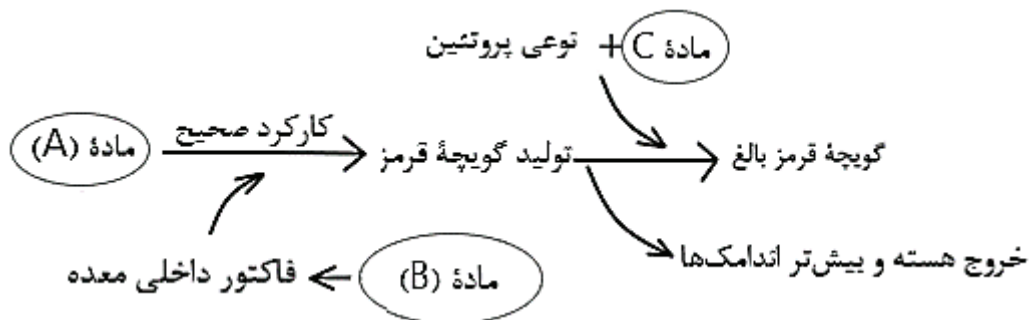 نوعی پروتئین + مادهٔ C
مادهٔ (A)
کارکرد صحیح
تولید گویچهٔ قرمز
گویچهٔ قرمز بالغ
مادهٔ (B)
فاکتور داخلی معده
خروج هسته و بیش‌تر اندامک‌ها